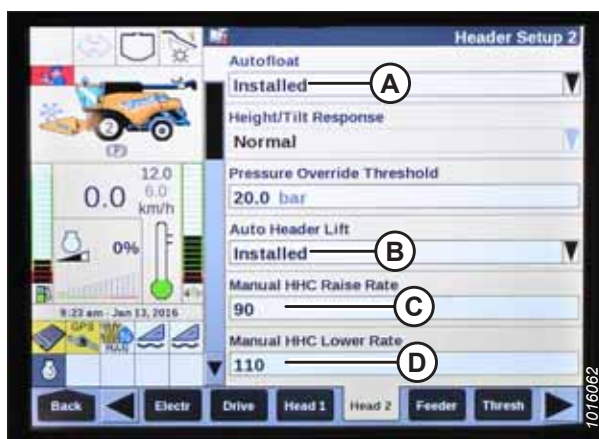 Header Setup 2
Autofloat
Installed
A
Height/Tilt Response
Normal
Pressure Override Threshold
20.0 bar
Auto Header Lift
Installed
B
Manual HHC Raise Rate
90
C
Manual HHC Lower Rate
110
D
2
(P)
12.0
6.0
0.0 km/h
0%
9:23 am - Jan 13, 2016
GPS
MAN
Back
Electr
Drive
Head 1
Head 2
Feeder
Thresh
1016062